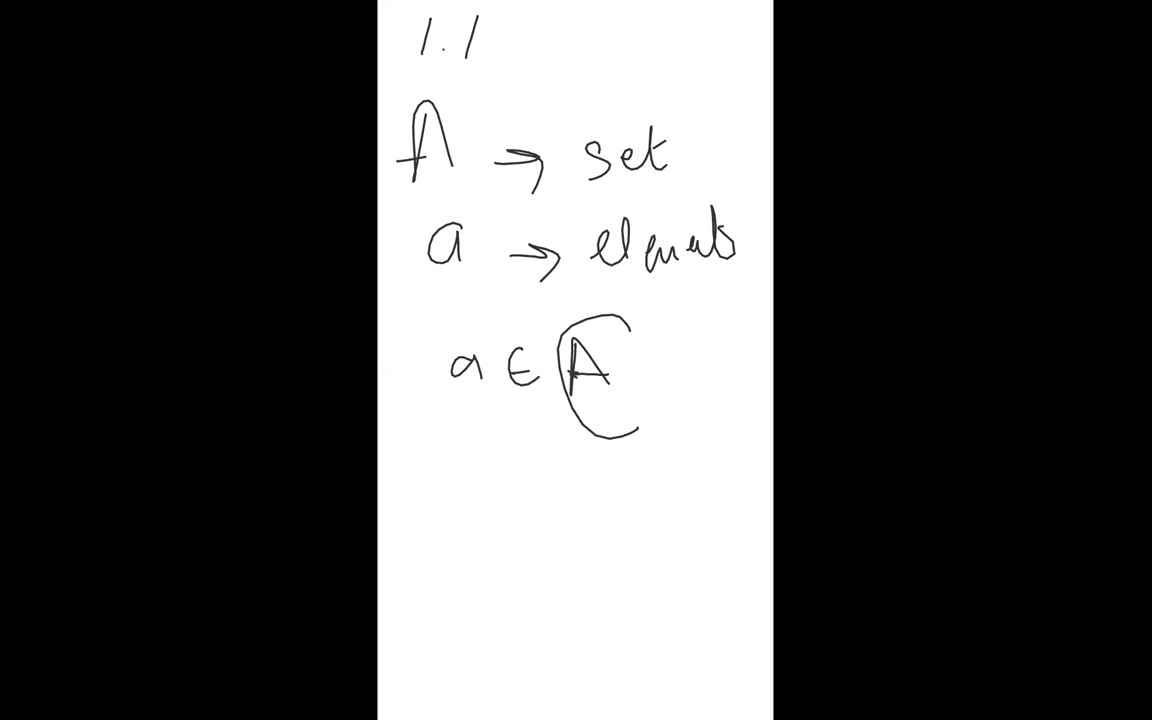 1.1
A → set
a → elements
a ∈ A